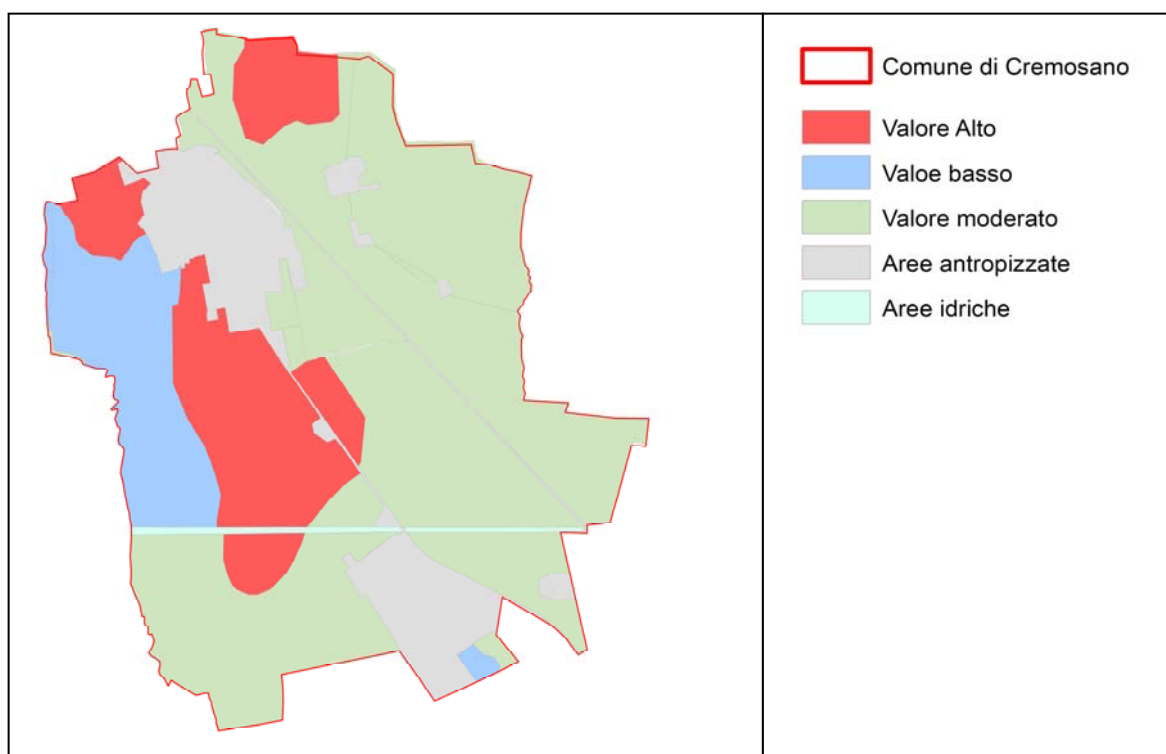 Comune di Cremosano
Valore Alto
Valoe basso
Valore moderato
Aree antropizzate
Aree idriche